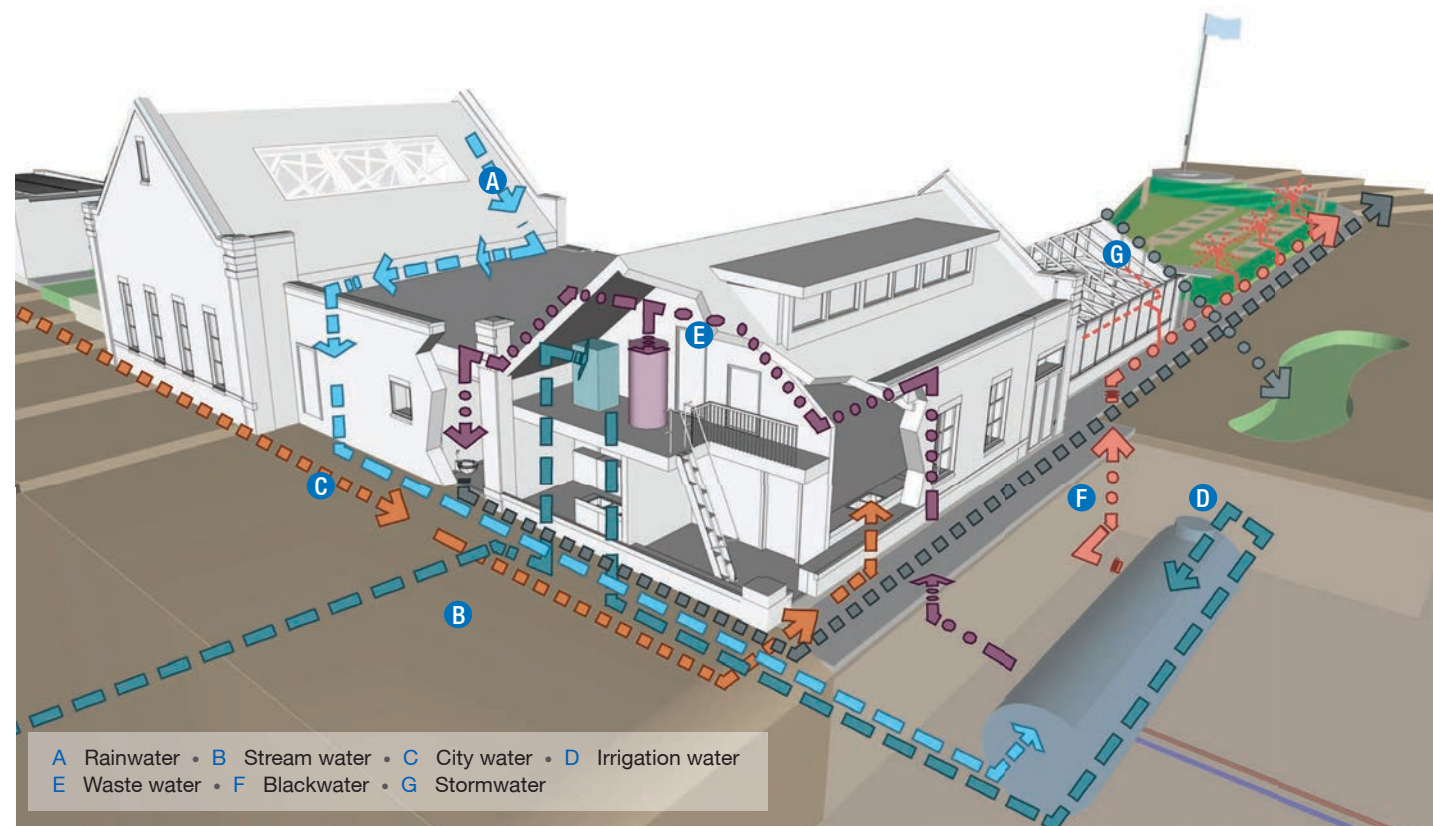 A
G
E
C
F
D
B
A Rainwater • B Stream water • C City water • D Irrigation water
E Waste water • F Blackwater • G Stormwater